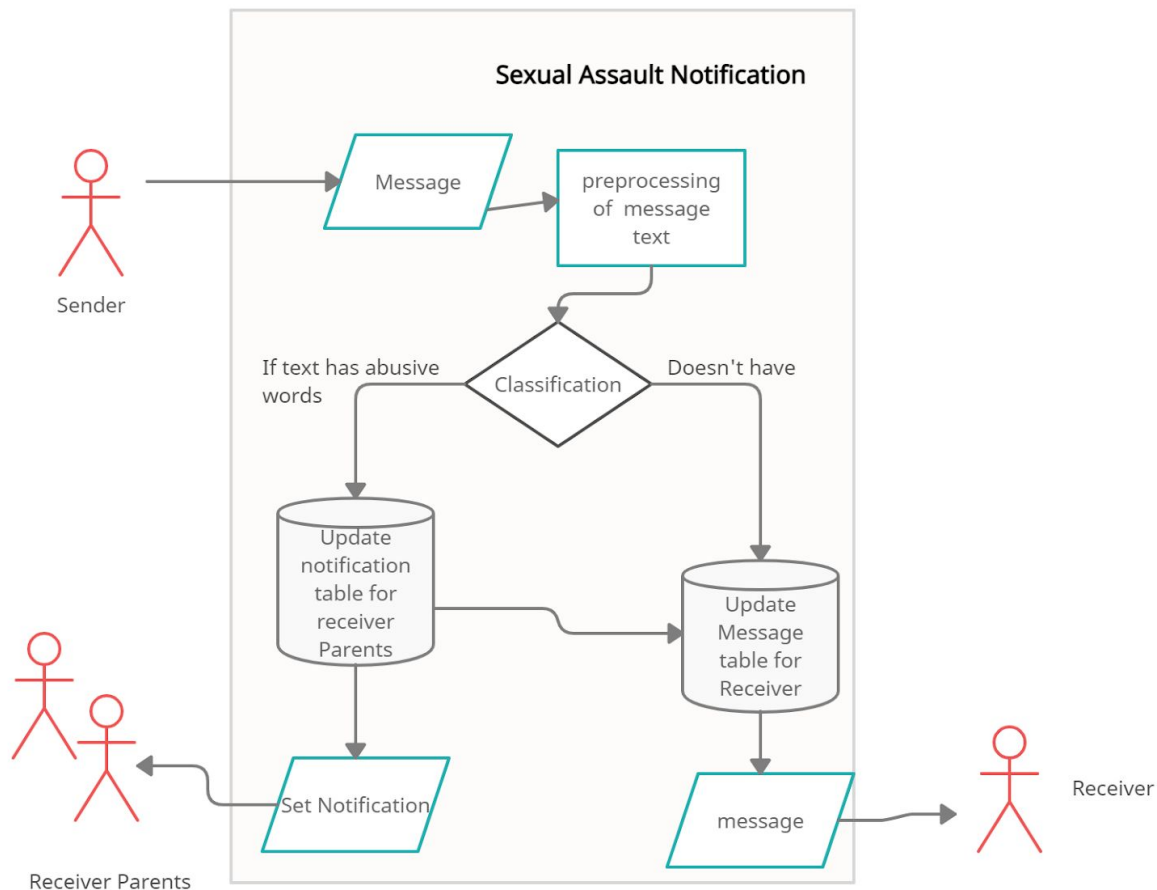 Sexual Assault Notification
Message
preprocessing
of message
text
Sender
If text has abusive
words
Classification
Doesn't have
Update
notification
table for
receiver
Parents
Update
Message
table for
Receiver
Set Notification
message
Receiver
Receiver Parents